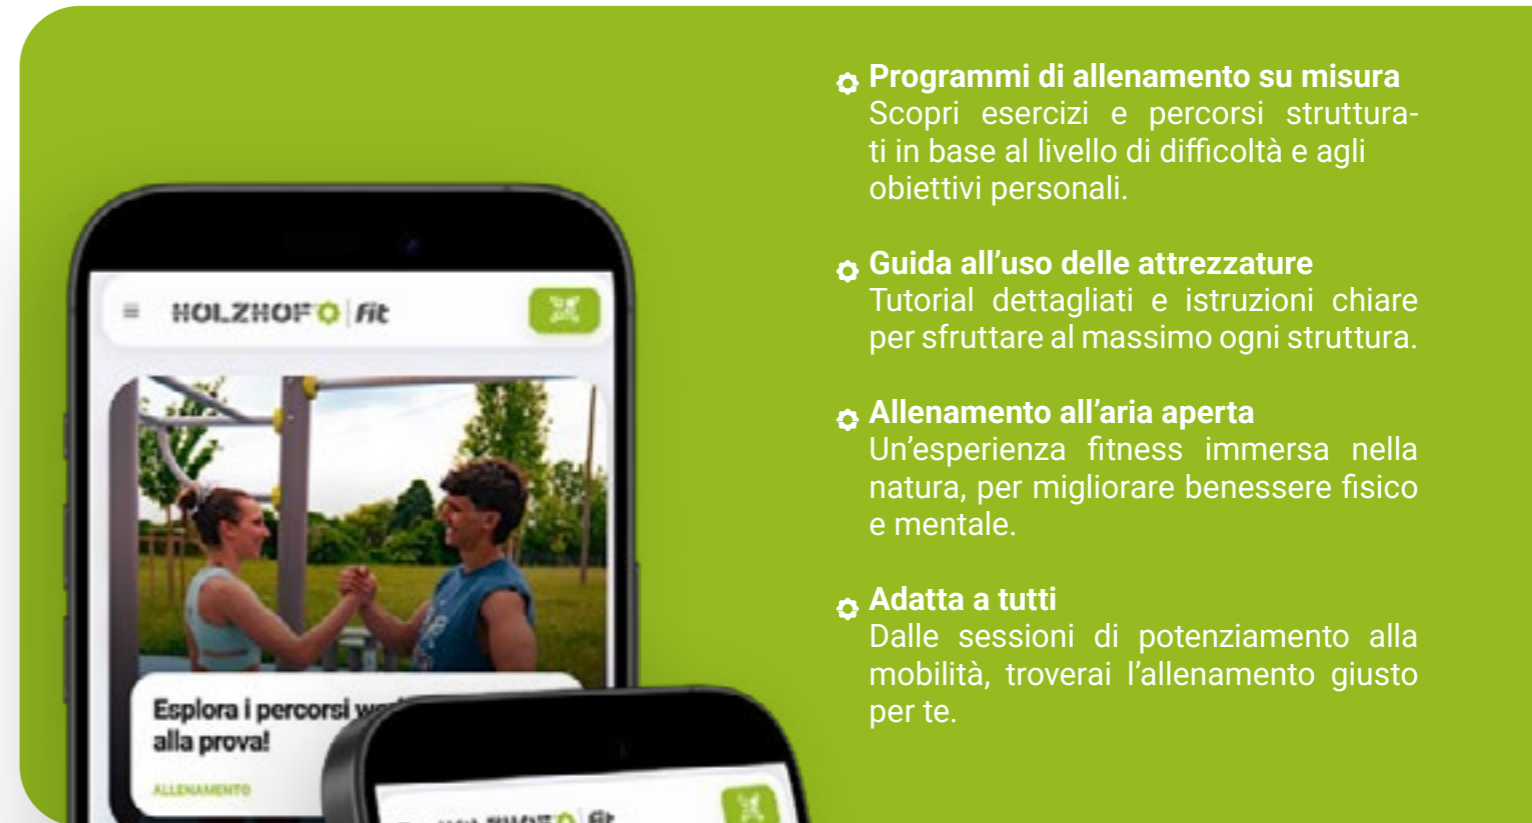 Programmi di allenamento su misura
Scopri esercizi e percorsi struttura-
ti in base al livello di difficoltà e agli
obiettivi personali.
Guida all’uso delle attrezzature
Tutorial dettagliati e istruzioni chiare
per sfruttare al massimo ogni struttura.
Allenamento all’aria aperta
Un’esperienza fitness immersa nella
natura, per migliorare benessere fisico
e mentale.
Adatta a tutti
Dalle sessioni di potenziamento alla
mobilità, troverai l’allenamento giusto
per te.
HOLZHOF fit
Esplora i percorsi
alla prova!
ALLENAMENTO
HOLZHOF fit